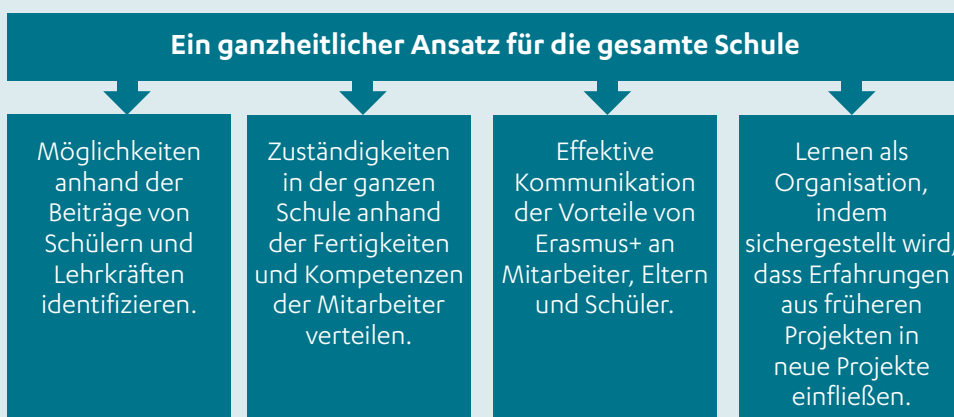 Ein ganzheitlicher Ansatz für die gesamte Schule
Möglichkeiten
anhand der
Beiträge von
Schülern und
Lehrkräften
identifizieren.
Zuständigkeiten
in der ganzen
Schule anhand
der Fertigkeiten
und Kompetenzen
der Mitarbeiter
verteilen.
Effektive
Kommunikation
der Vorteile von
Erasmus+ an
Mitarbeiter, Eltern
und Schüler.
Lernen als
Organisation,
indem
sichergestellt wird,
dass Erfahrungen
aus früheren
Projekten in
neue Projekte
einfließen.